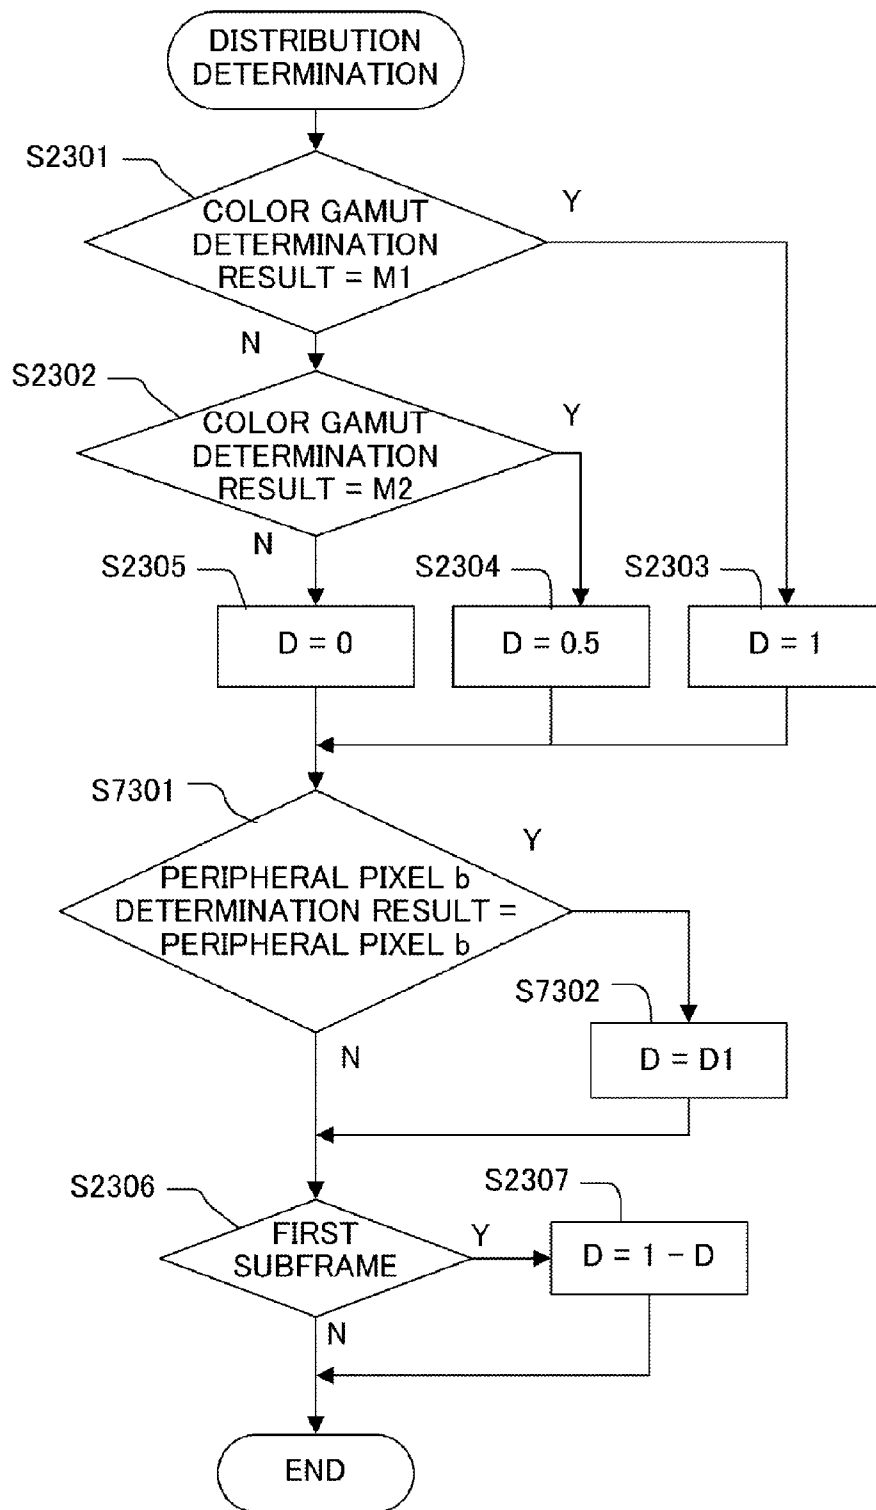 DISTRIBUTION
DETERMINATION
S2301
COLOR GAMUT
DETERMINATION
RESULT = M1
Y
N
S2302
COLOR GAMUT
DETERMINATION
RESULT = M2
Y
N
S2305
D = 0
S2304
D = 0.5
S2303
D = 1
S7301
PERIPHERAL PIXEL b
DETERMINATION RESULT =
PERIPHERAL PIXEL b
Y
N
S7302
D = D1
S2306
FIRST
SUBFRAME
Y
N
S2307
D = 1 − D
END